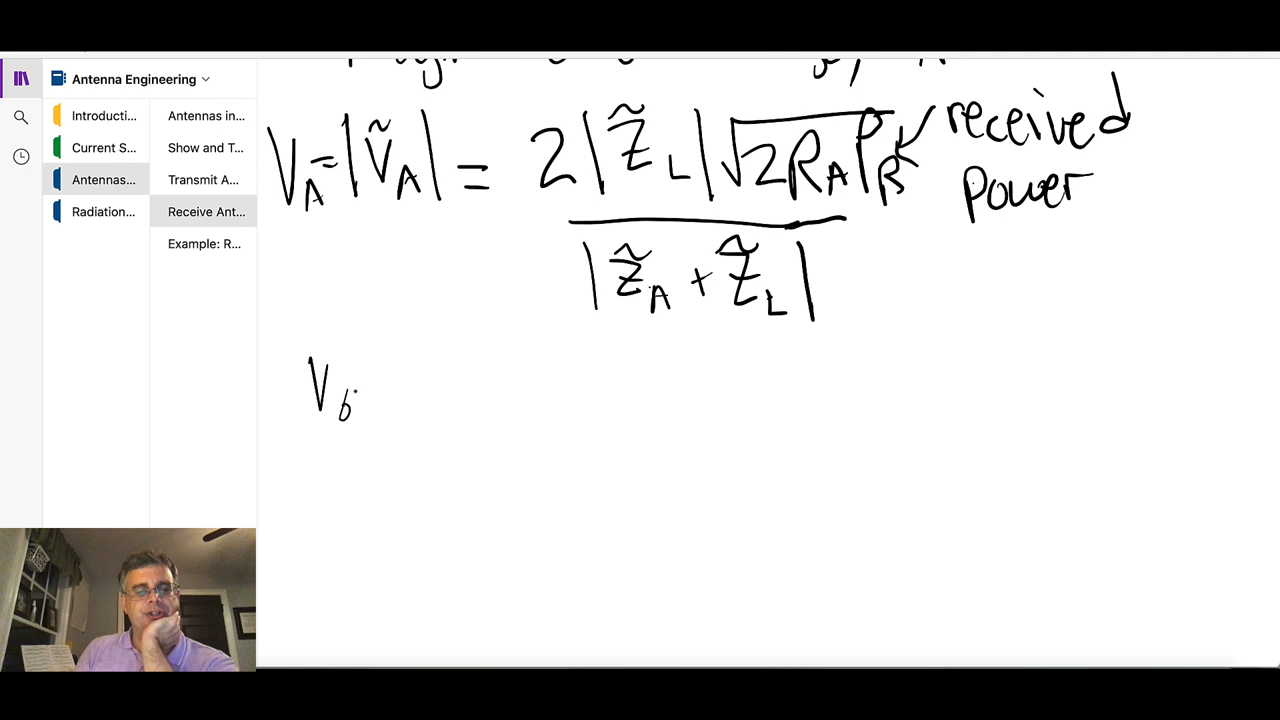 Antenna Engineering
Introducti...
Current S...
Antennas...
Radiation...
Antennas in...
Show and T...
Transmit A...
Receive Ant...
Example: R...
V_A = |Ṽ_A| = 2|Z̃_L|√(2R_A P_R) / |Z̃_A + Z̃_L|
received
power
V_b